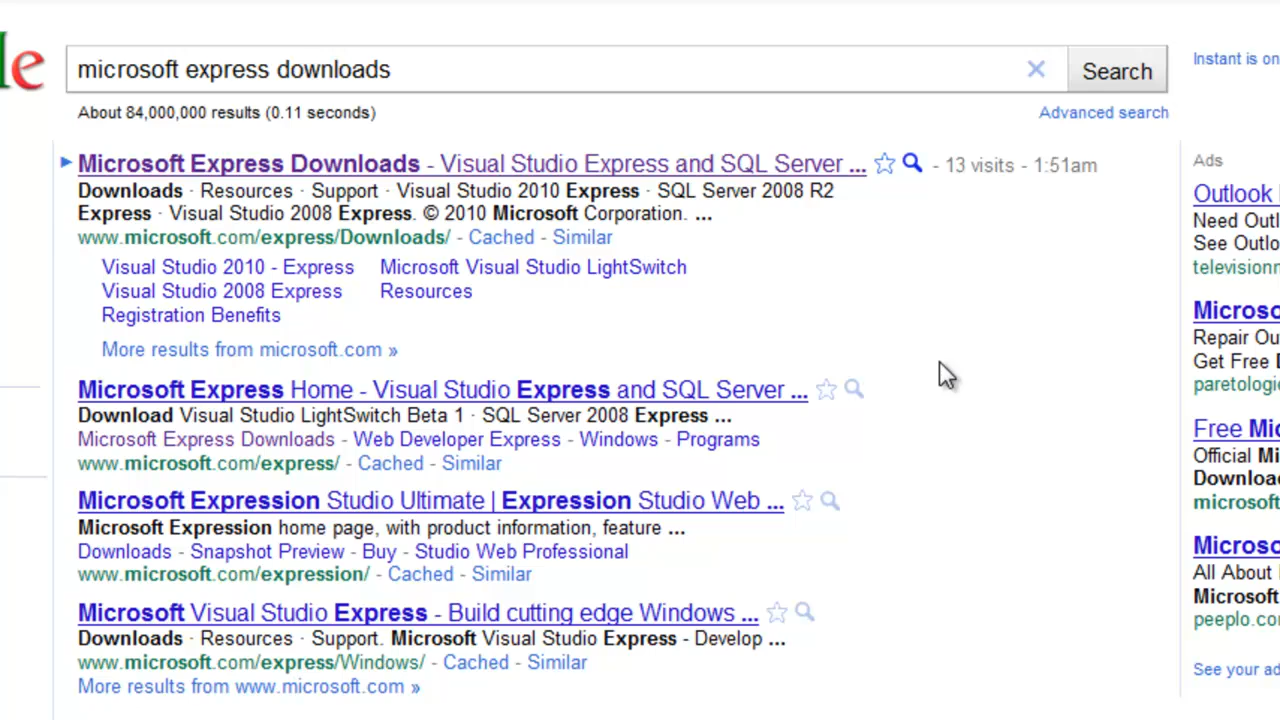 le
microsoft express downloads
Search
Instant is on
About 84,000,000 results (0.11 seconds)
Advanced search
Microsoft Express Downloads - Visual Studio Express and SQL Server ... - 13 visits - 1:51am
Downloads · Resources · Support · Visual Studio 2010 Express · SQL Server 2008 R2
Express · Visual Studio 2008 Express. © 2010 Microsoft Corporation. ...
www.microsoft.com/express/Downloads/ - Cached - Similar
Visual Studio 2010 - Express Microsoft Visual Studio LightSwitch
Visual Studio 2008 Express Resources
Registration Benefits
More results from microsoft.com »
Microsoft Express Home - Visual Studio Express and SQL Server ...
Download Visual Studio LightSwitch Beta 1 · SQL Server 2008 Express ...
Microsoft Express Downloads - Web Developer Express - Windows - Programs
www.microsoft.com/express/ - Cached - Similar
Microsoft Expression Studio Ultimate | Expression Studio Web ...
Microsoft Expression home page, with product information, feature ...
Downloads - Snapshot Preview - Buy - Studio Web Professional
www.microsoft.com/expression/ - Cached - Similar
Microsoft Visual Studio Express - Build cutting edge Windows ...
Downloads · Resources · Support. Microsoft Visual Studio Express - Develop ...
www.microsoft.com/express/Windows/ - Cached - Similar
More results from www.microsoft.com »
Ads
Outlook
Need Outl
See Outlo
televisionn
Microso
Repair Ou
Get Free D
paretologic
Free Mic
Official Mi
Download
microsoft
Microso
All About
Microsoft
peeplo.co
See your ad